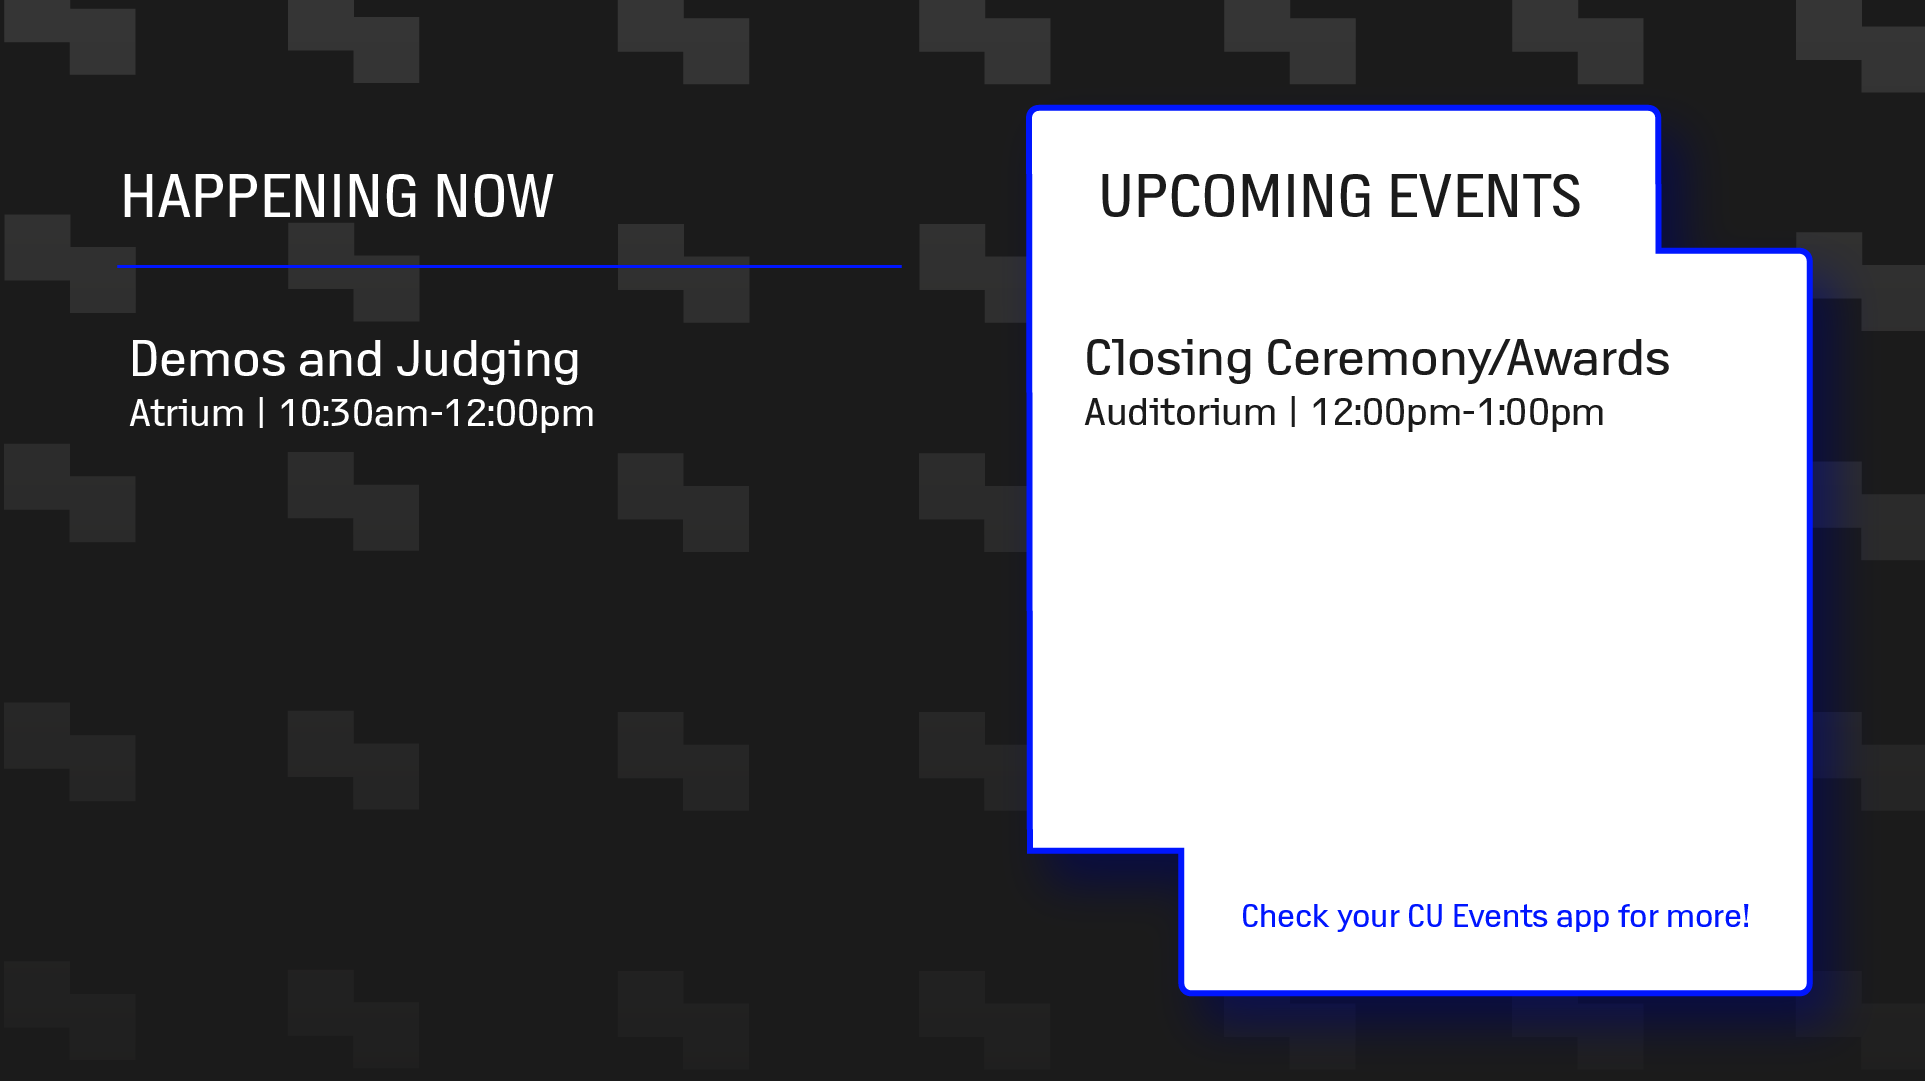 HAPPENING NOW
Demos and Judging
Atrium | 10:30am-12:00pm
UPCOMING EVENTS
Closing Ceremony/Awards
Auditorium | 12:00pm-1:00pm
Check your CU Events app for more!